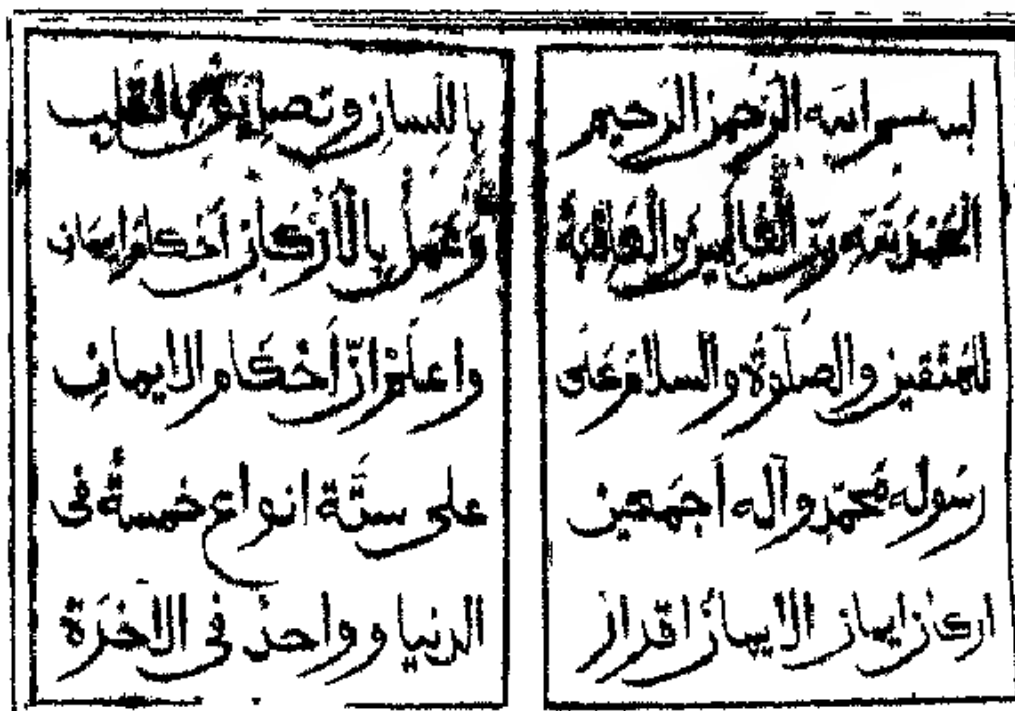 بسم الله الرحمن الرحيم
الحمد لله رب العالمين والعاقبة
للمتقين والصلوة والسلام على
رسوله محمد وآله اجمعين
اركان ايمان الايمان اقرار
باللسان وتصديق بالقلب
وعمل بالاركان احكام ايمان
واعلم ان احكام الايمان
على ستة انواع خمسة فى
الدنيا وواحد فى الآخرة